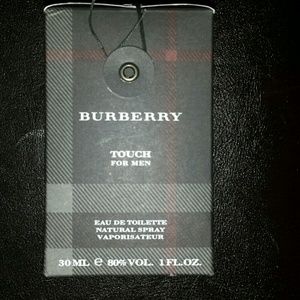 BURBERRY
TOUCH
FOR MEN
EAU DE TOILETTE
NATURAL SPRAY
VAPORISATEUR
30 ML e 80% VOL. 1 FL.OZ.